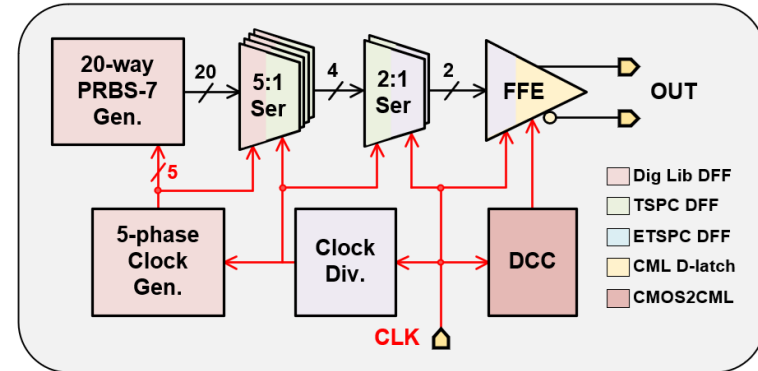 20-way
PRBS-7
Gen.
20
5:1
Ser
4
2:1
Ser
2
FFE
OUT
5
5-phase
Clock
Gen.
Clock
Div.
DCC
CLK
Dig Lib DFF
TSPC DFF
ETSPC DFF
CML D-latch
CMOS2CML